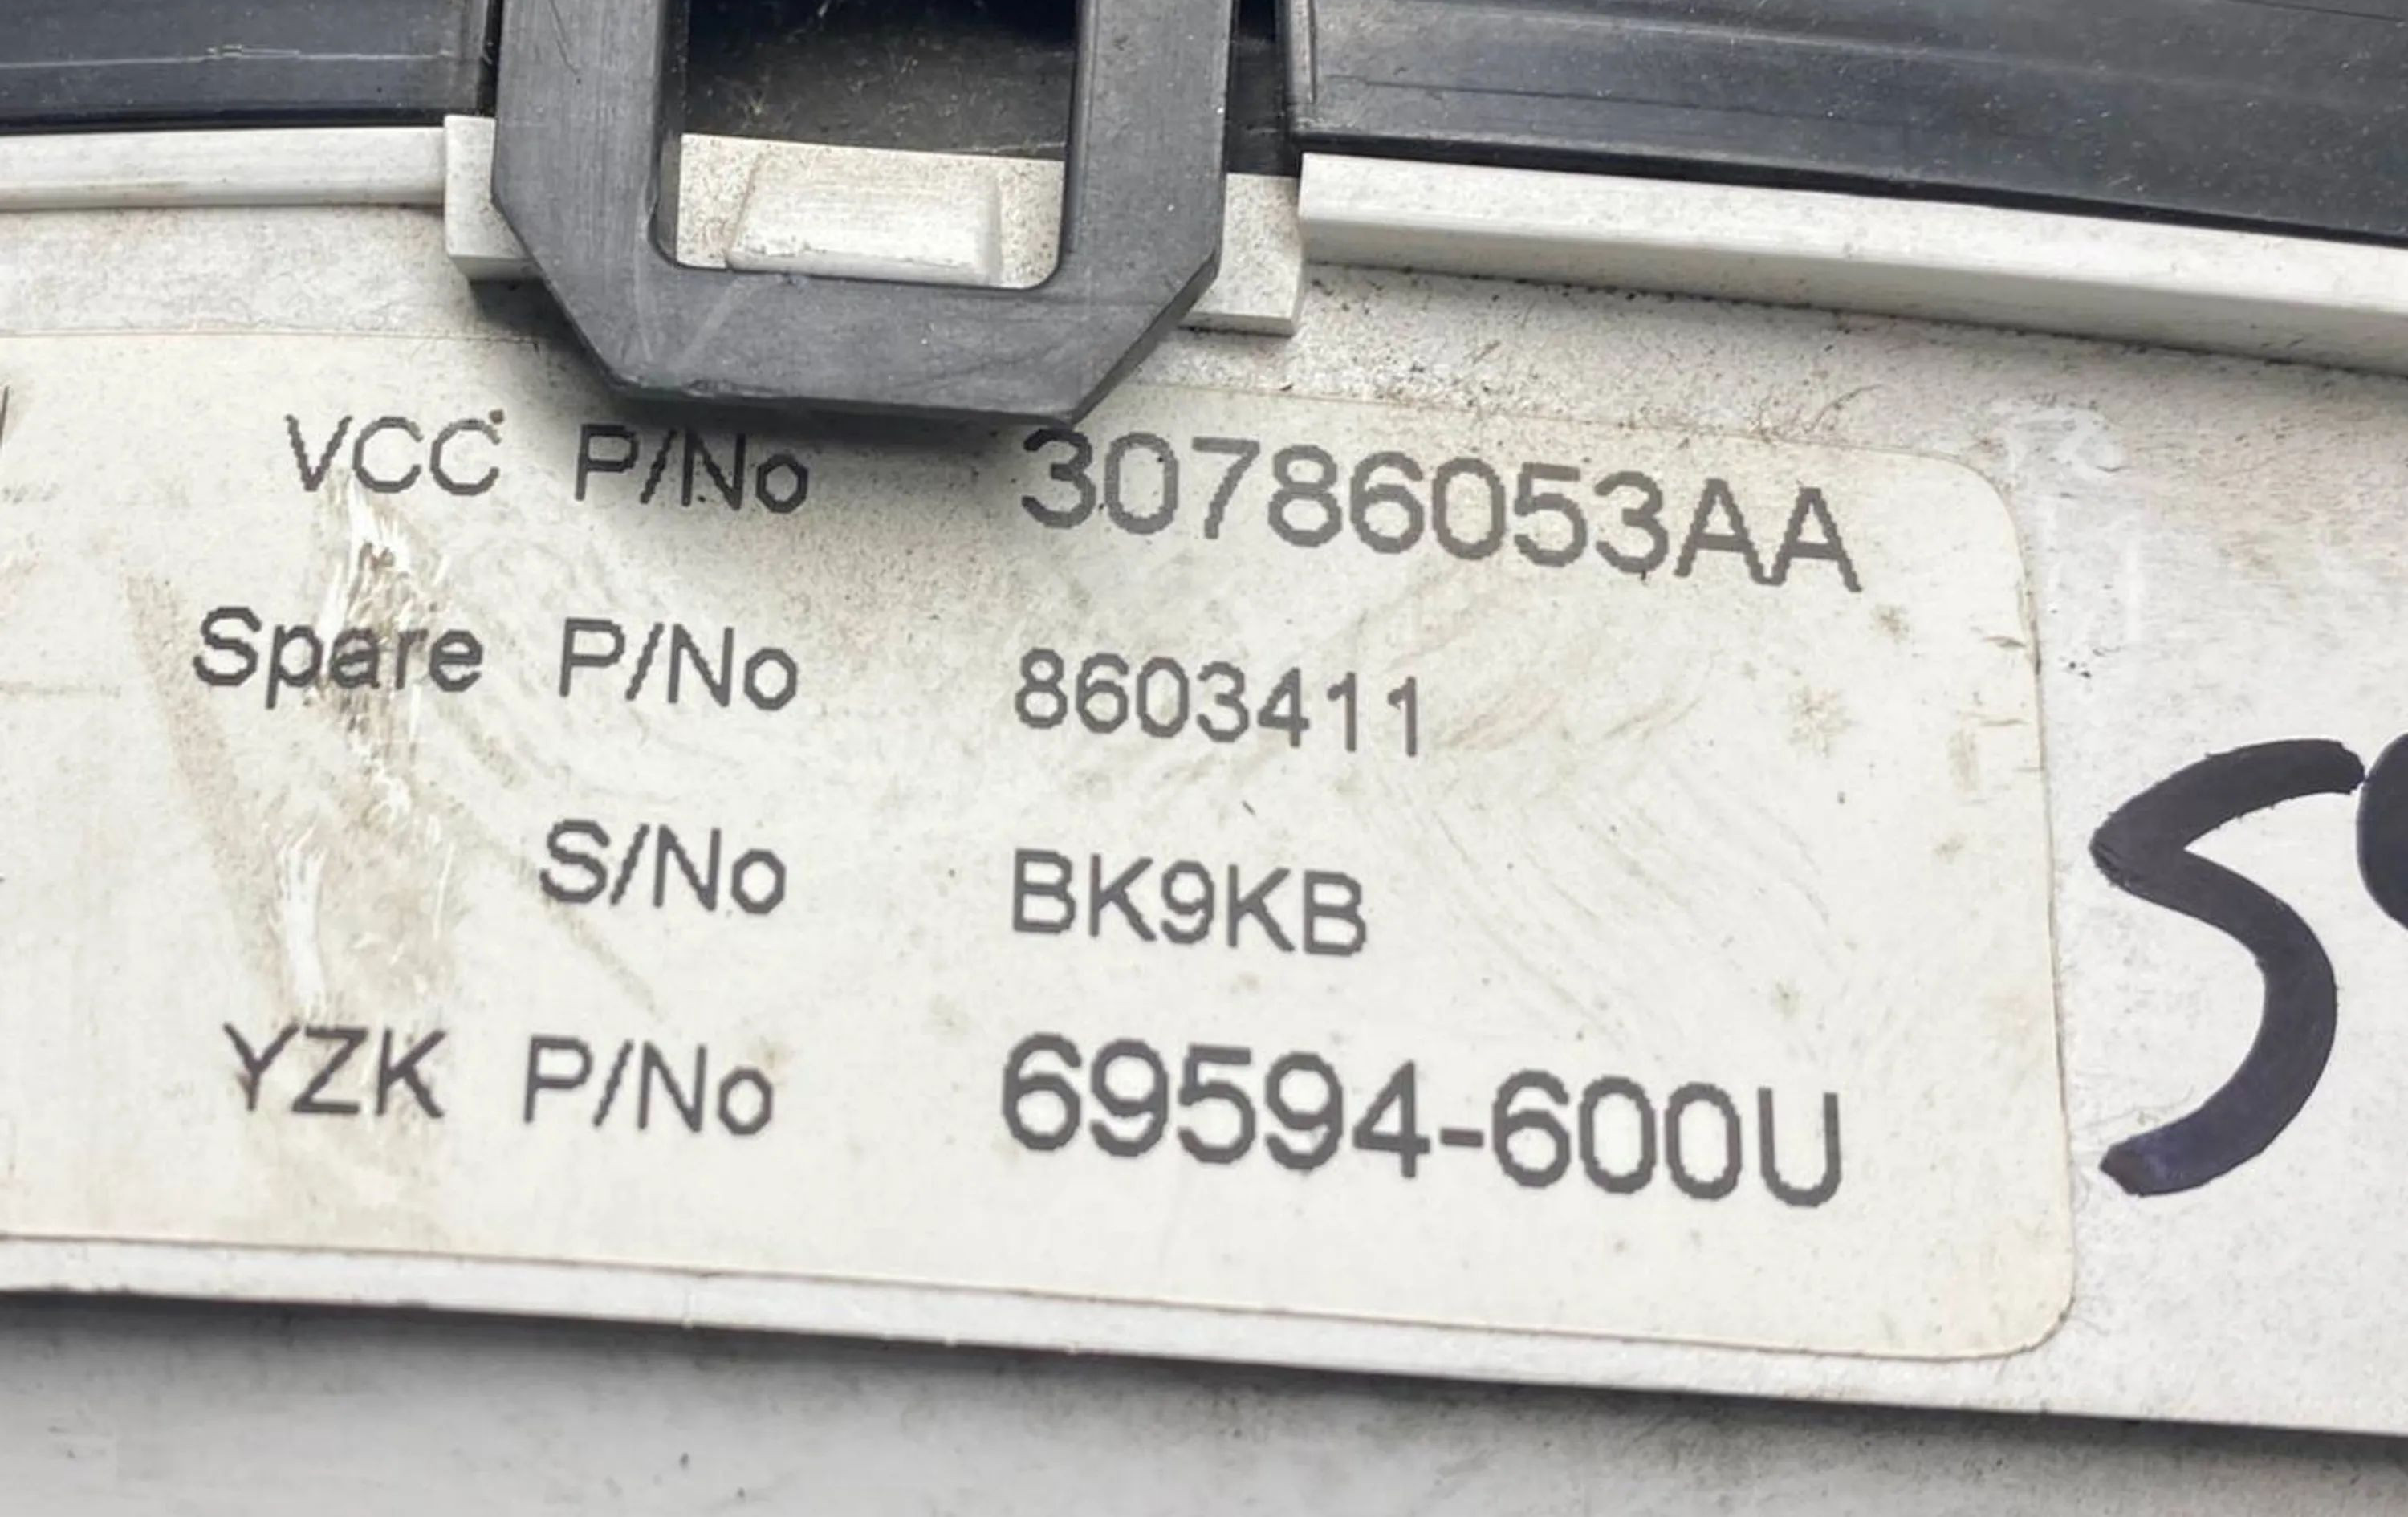 VCC P/No 30786053AA
Spare P/No 8603411
S/No BK9KB
YZK P/No 69594-600U